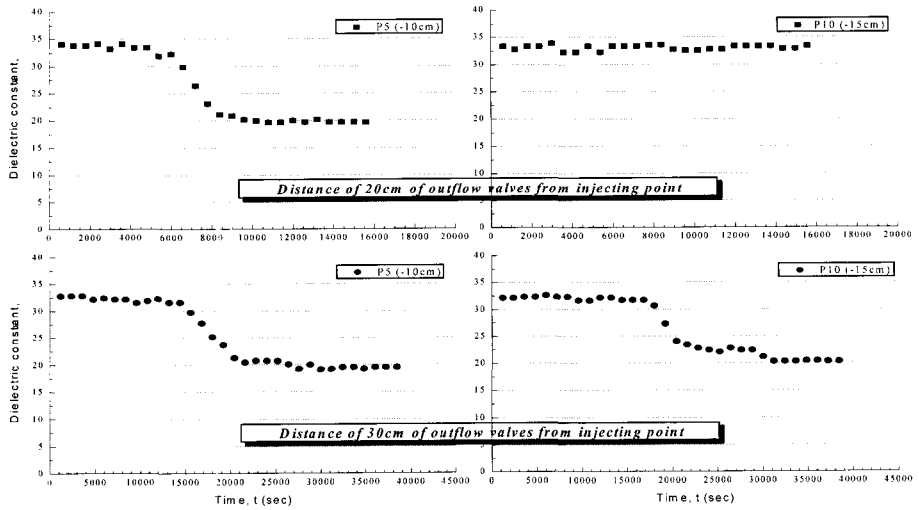 P5 (-10cm)
Dielectric constant,
40
35
30
25
20
15
10
5
0
0 2000 4000 6000 8000 10000 12000 14000 16000 18000 20000
P10 (-15cm)
40
35
30
25
20
15
10
5
0
0 2000 4000 6000 8000 10000 12000 14000 16000 18000 20000
Distance of 20cm of outflow valves from injecting point
P5 (-10cm)
Dielectric constant,
40
35
30
25
20
15
10
5
0
0 5000 10000 15000 20000 25000 30000 35000 40000 45000
Time, t (sec)
P10 (-15cm)
40
35
30
25
20
15
10
5
0
0 5000 10000 15000 20000 25000 30000 35000 40000 45000
Time, t (sec)
Distance of 30cm of outflow valves from injecting point